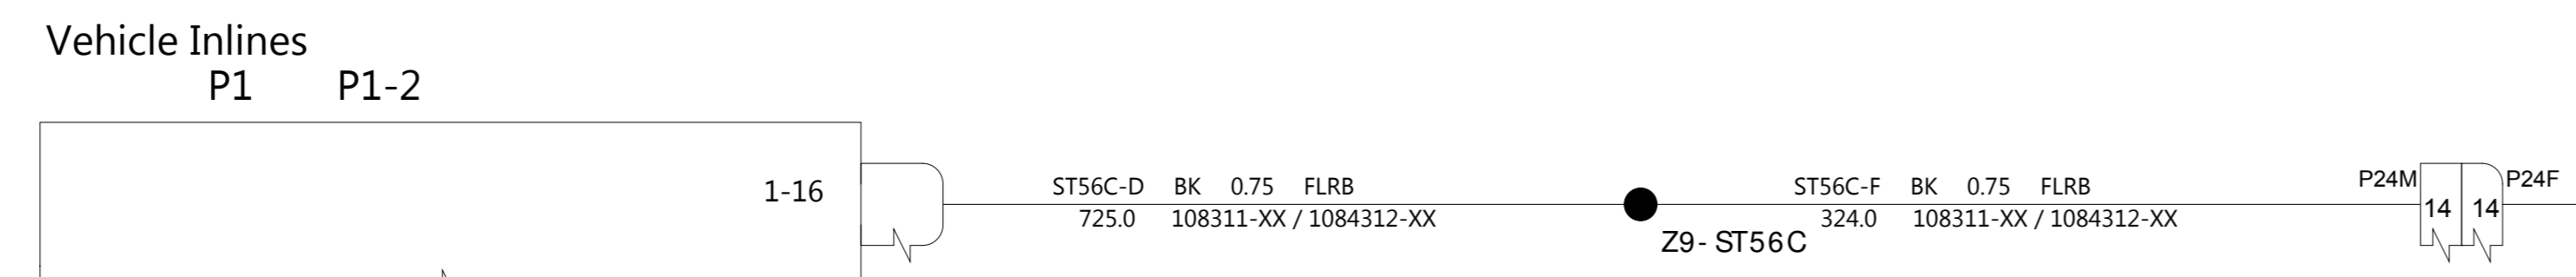 Vehicle Inlines
P1 P1-2
1-16
ST56C-D BK 0.75 FLRB
725.0 108311-XX / 1084312-XX
Z9- ST56C
ST56C-F BK 0.75 FLRB
324.0 108311-XX / 1084312-XX
P24M
14
14
P24F